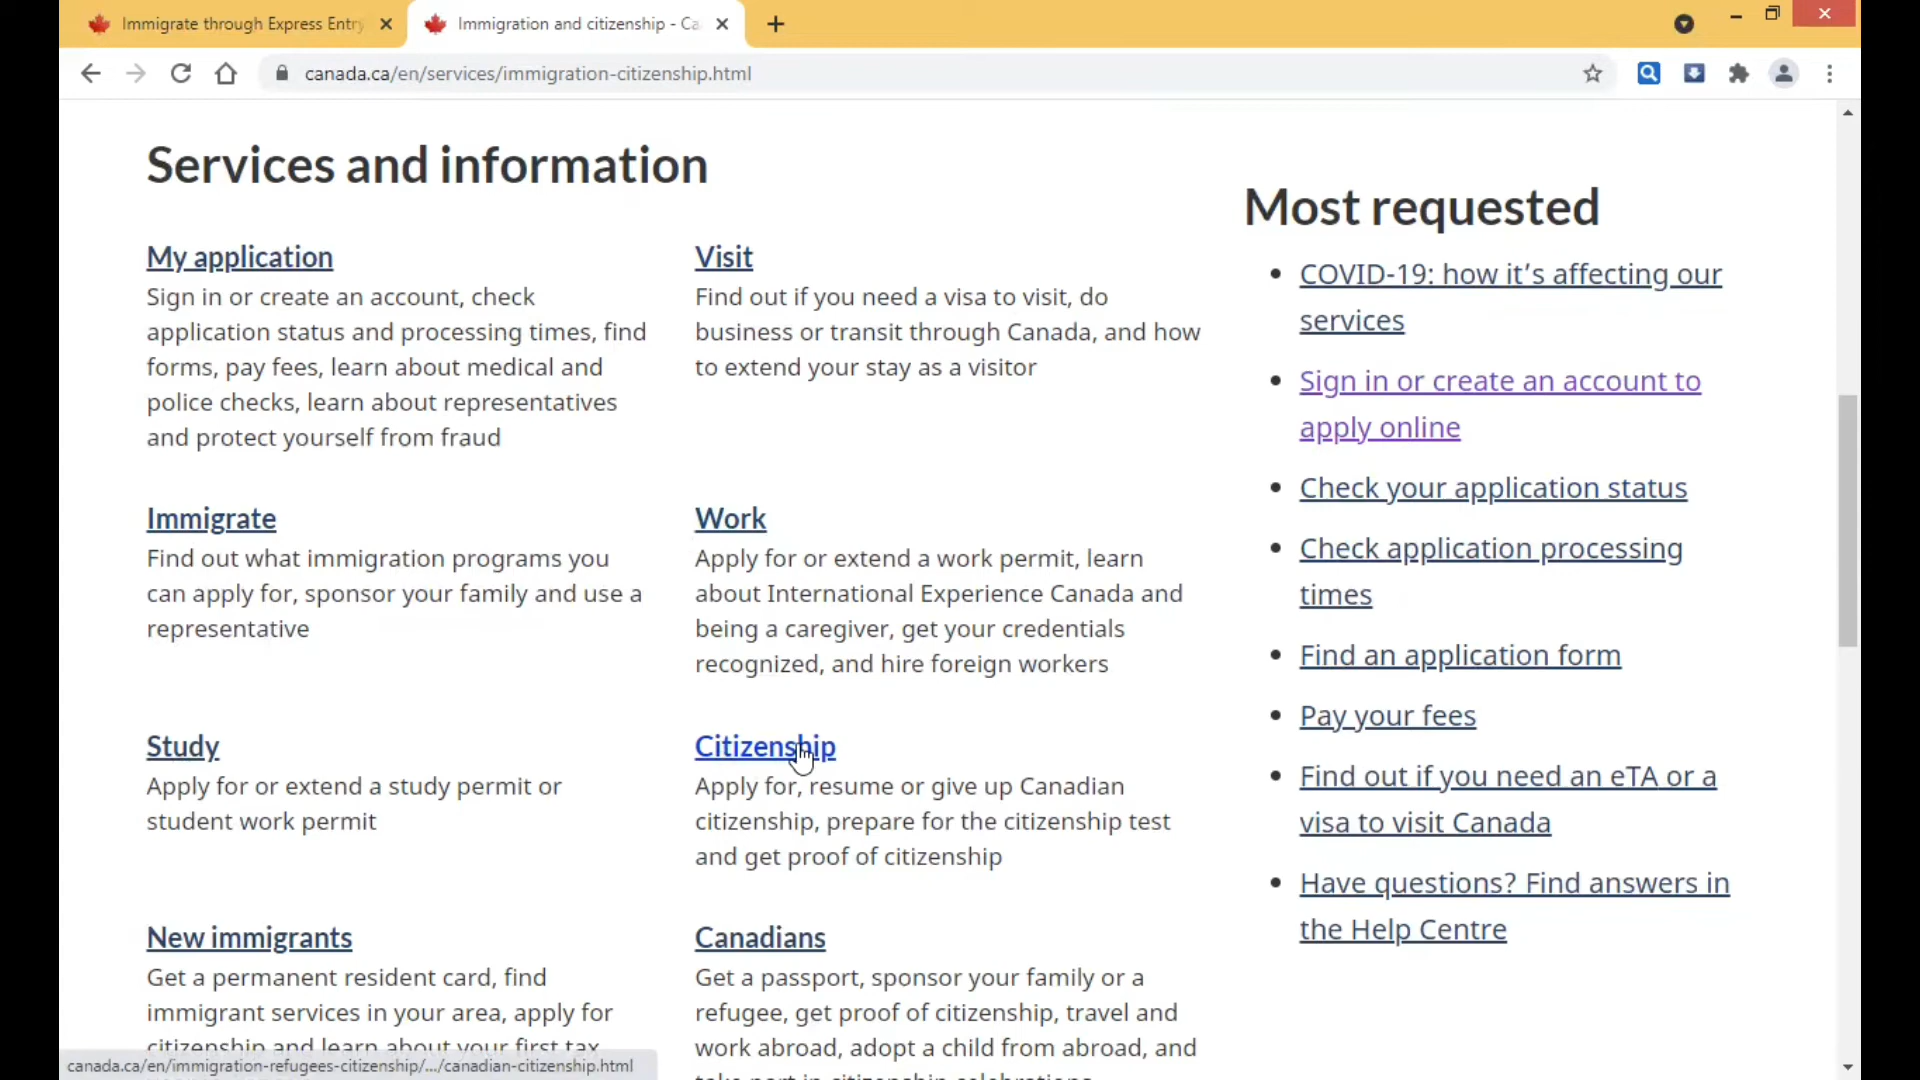 Immigrate through Express Entry
Immigration and citizenship - Ca
canada.ca/en/services/immigration-citizenship.html
Services and information
My application
Sign in or create an account, check
application status and processing times, find
forms, pay fees, learn about medical and
police checks, learn about representatives
and protect yourself from fraud
Visit
Find out if you need a visa to visit, do
business or transit through Canada, and how
to extend your stay as a visitor
Immigrate
Find out what immigration programs you
can apply for, sponsor your family and use a
representative
Work
Apply for or extend a work permit, learn
about International Experience Canada and
being a caregiver, get your credentials
recognized, and hire foreign workers
Study
Apply for or extend a study permit or
student work permit
Citizenship
Apply for, resume or give up Canadian
citizenship, prepare for the citizenship test
and get proof of citizenship
New immigrants
Get a permanent resident card, find
immigrant services in your area, apply for
citizenship and learn about your first tax
Canadians
Get a passport, sponsor your family or a
refugee, get proof of citizenship, travel and
work abroad, adopt a child from abroad, and
take part in citizenship celebrations
Most requested
COVID-19: how it’s affecting our
services
Sign in or create an account to
apply online
Check your application status
Check application processing
times
Find an application form
Pay your fees
Find out if you need an eTA or a
visa to visit Canada
Have questions? Find answers in
the Help Centre
canada.ca/en/immigration-refugees-citizenship/.../canadian-citizenship.html